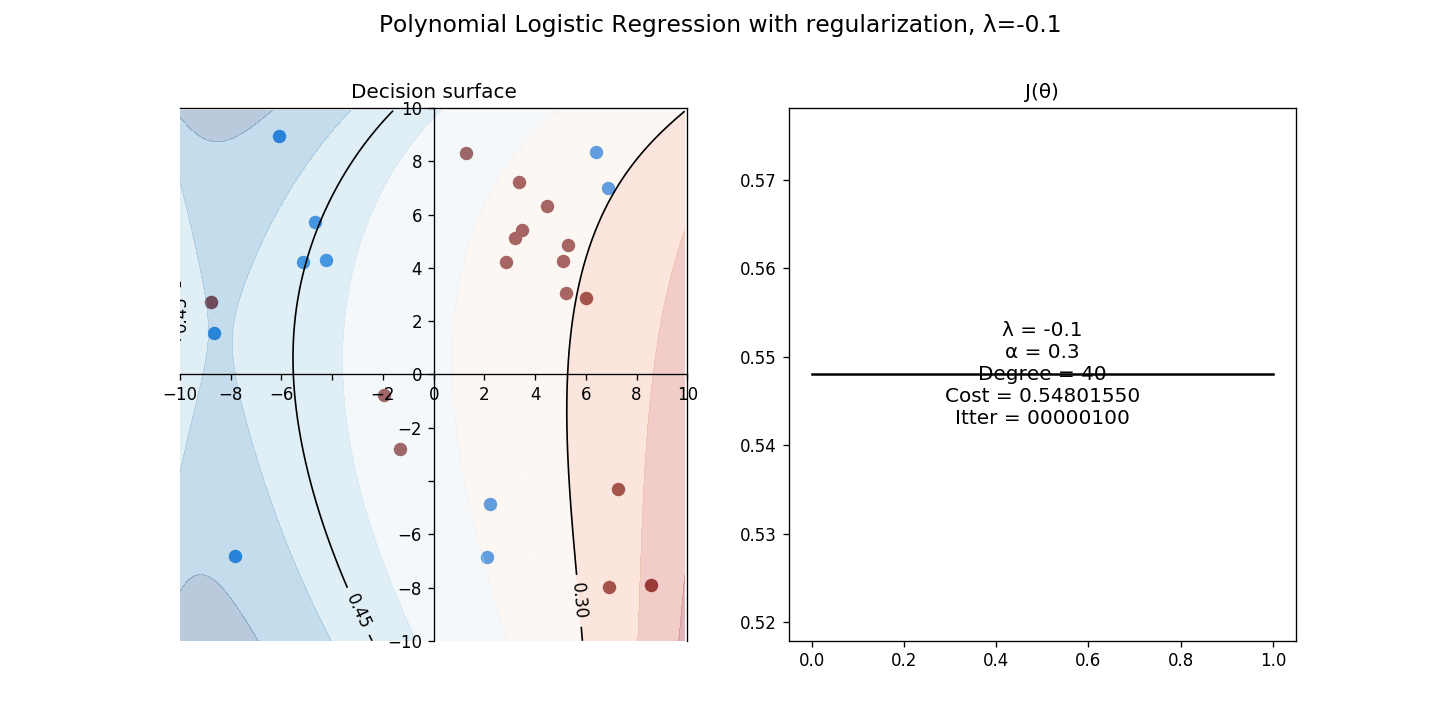 Polynomial Logistic Regression with regularization, λ=-0.1
Decision surface
10
8
6
4
2
0
−10 −8 −6 −2 0 2 4 6 8 10
−2
−6
−8
−10
0.45
0.45
0.30
J(θ)
0.57
0.56
0.55
0.54
0.53
0.52
λ = -0.1
α = 0.3
Degree = 40
Cost = 0.54801550
Itter = 00000100
0.0 0.2 0.4 0.6 0.8 1.0